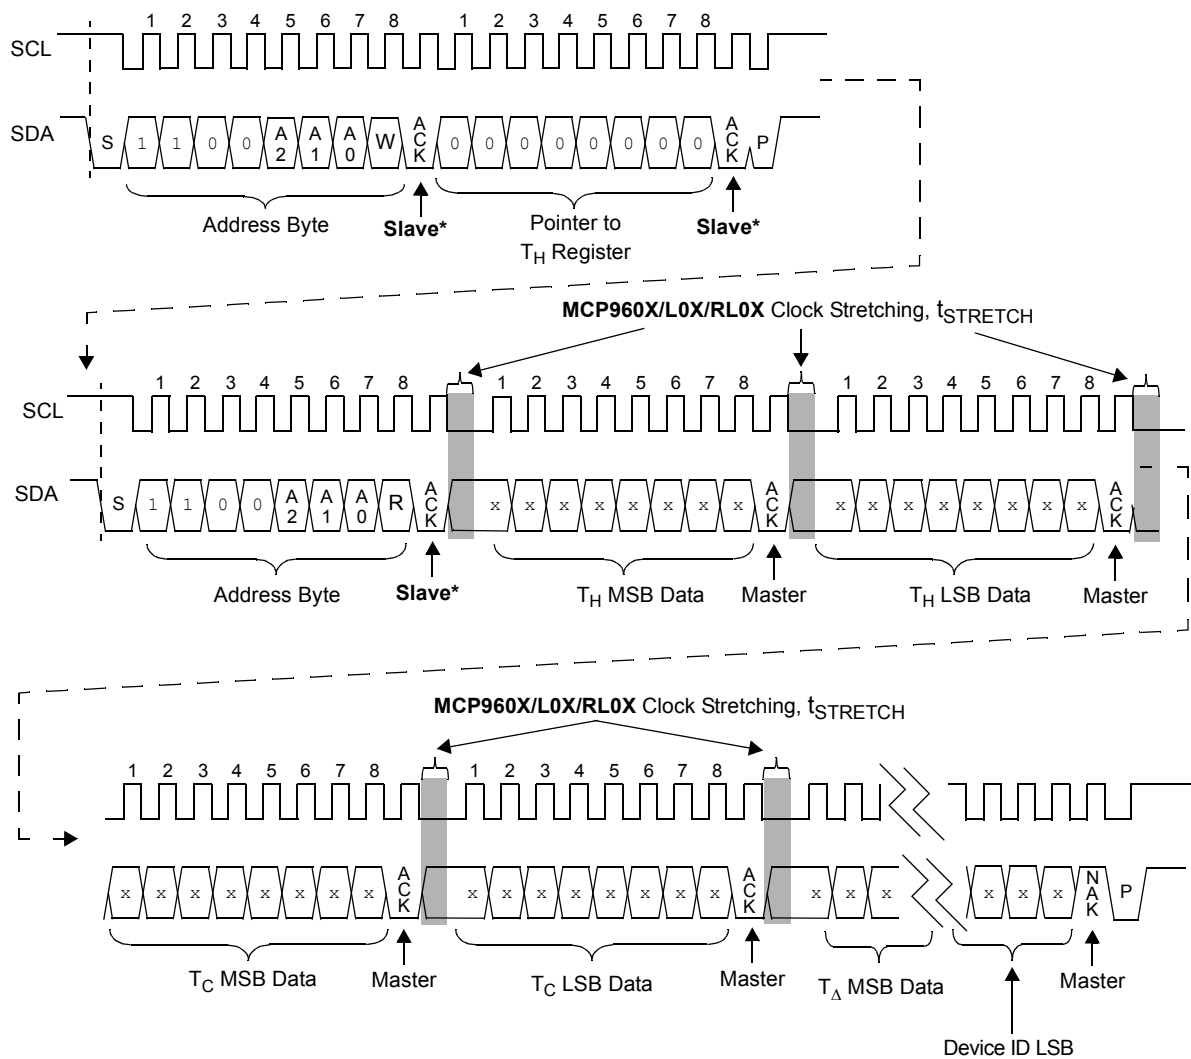 1 2 3 4 5 6 7 8 1 2 3 4 5 6 7 8
SCL
SDA S 1 1 0 0 A2 A1 A0 W ACK 0 0 0 0 0 0 0 0 ACK P
Address Byte Slave* Pointer to Slave*
TH Register
MCP960X/L0X/RL0X Clock Stretching, tSTRETCH
1 2 3 4 5 6 7 8 1 2 3 4 5 6 7 8 1 2 3 4 5 6 7 8
SCL
SDA S 1 1 0 0 A2 A1 A0 R ACK x x x x x x x x ACK x x x x x x x x ACK
Address Byte Slave* TH MSB Data Master TH LSB Data Master
MCP960X/L0X/RL0X Clock Stretching, tSTRETCH
1 2 3 4 5 6 7 8 1 2 3 4 5 6 7 8
x x x x x x x x ACK x x x x x x x x ACK x x x x x x NAK P
TC MSB Data Master TC LSB Data Master TΔ MSB Data Master
Device ID LSB